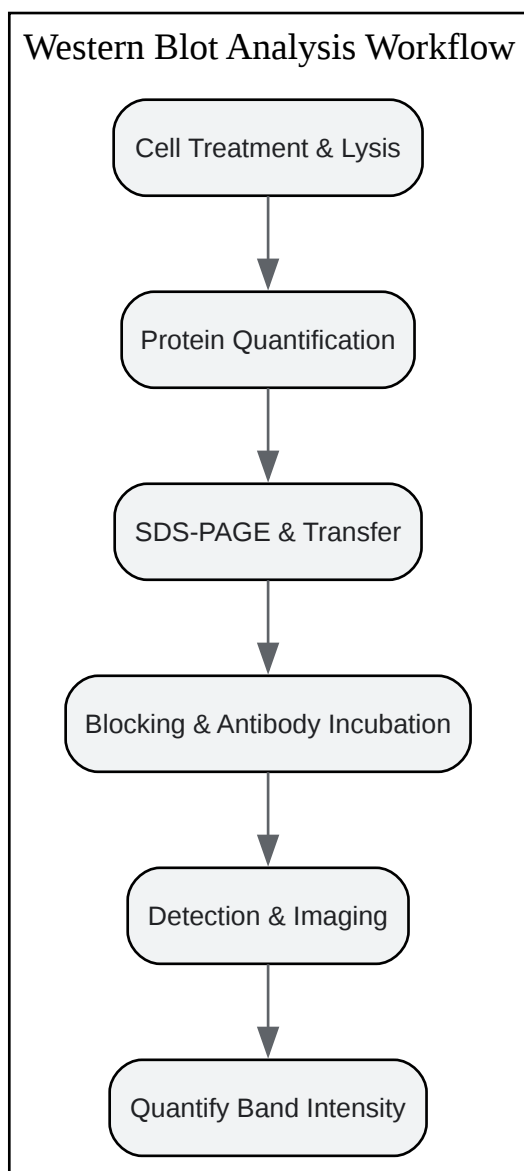 Western Blot Analysis Workflow
Cell Treatment & Lysis
Protein Quantification
SDS-PAGE & Transfer
Blocking & Antibody Incubation
Detection & Imaging
Quantify Band Intensity